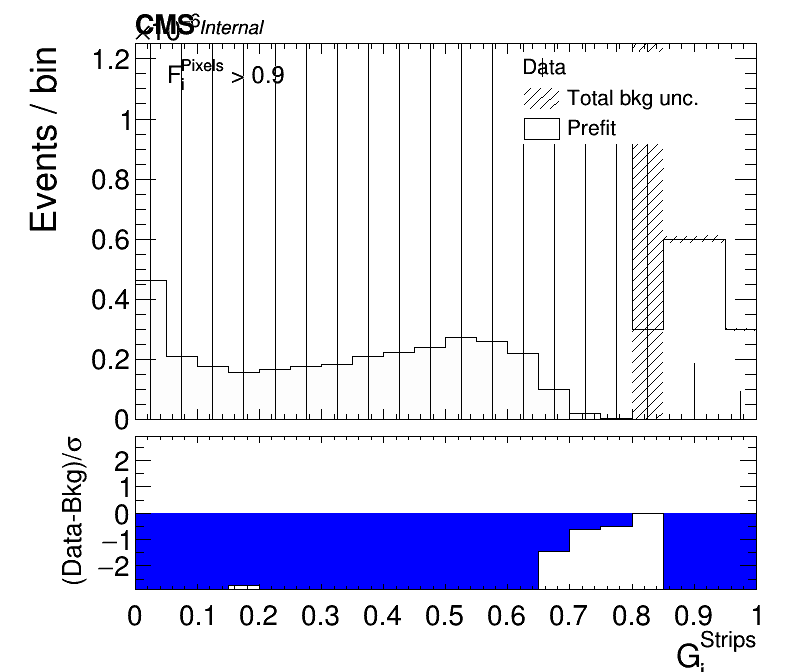 CMS Internal
×10^6
F_i^Pixels > 0.9
Data
Total bkg unc.
Prefit
Events / bin
1.2
1
0.8
0.6
0.4
0.2
0
(Data-Bkg)/σ
2
1
0
−1
−2
0 0.1 0.2 0.3 0.4 0.5 0.6 0.7 0.8 0.9 1
G_i^Strips